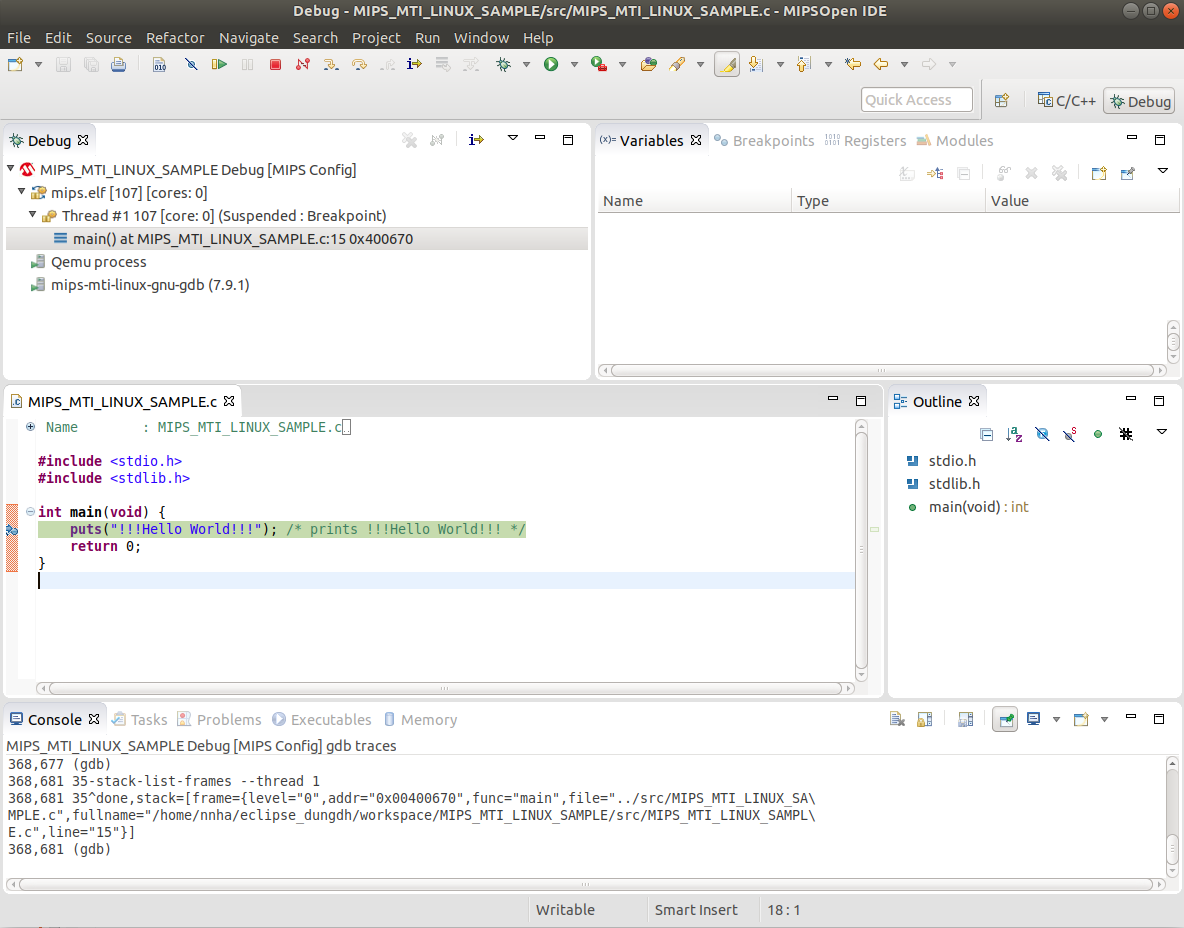 Debug - MIPS_MTI_LINUX_SAMPLE/src/MIPS_MTI_LINUX_SAMPLE.c - MIPSOpen IDE
File Edit Source Refactor Navigate Search Project Run Window Help
Quick Access C/C++ Debug
Debug
MIPS_MTI_LINUX_SAMPLE Debug [MIPS Config]
mips.elf [107] [cores: 0]
Thread #1 107 [core: 0] (Suspended : Breakpoint)
main() at MIPS_MTI_LINUX_SAMPLE.c:15 0x400670
Qemu process
mips-mti-linux-gnu-gdb (7.9.1)
(x)= Variables Breakpoints Registers Modules
Name Type Value
MIPS_MTI_LINUX_SAMPLE.c
Name : MIPS_MTI_LINUX_SAMPLE.c
#include <stdio.h>
#include <stdlib.h>
int main(void) {
puts("!!!Hello World!!!"); /* prints !!!Hello World!!! */
return 0;
}
Outline
stdio.h
stdlib.h
main(void) : int
Console Tasks Problems Executables Memory
MIPS_MTI_LINUX_SAMPLE Debug [MIPS Config] gdb traces
368,677 (gdb)
368,681 35-stack-list-frames --thread 1
368,681 35^done,stack=[frame={level="0",addr="0x00400670",func="main",file="../src/MIPS_MTI_LINUX_SA\
MPLE.c",fullname="/home/nnha/eclipse_dungdh/workspace/MIPS_MTI_LINUX_SAMPLE/src/MIPS_MTI_LINUX_SAMPL\
E.c",line="15"}]
368,681 (gdb)
Writable Smart Insert 18 : 1